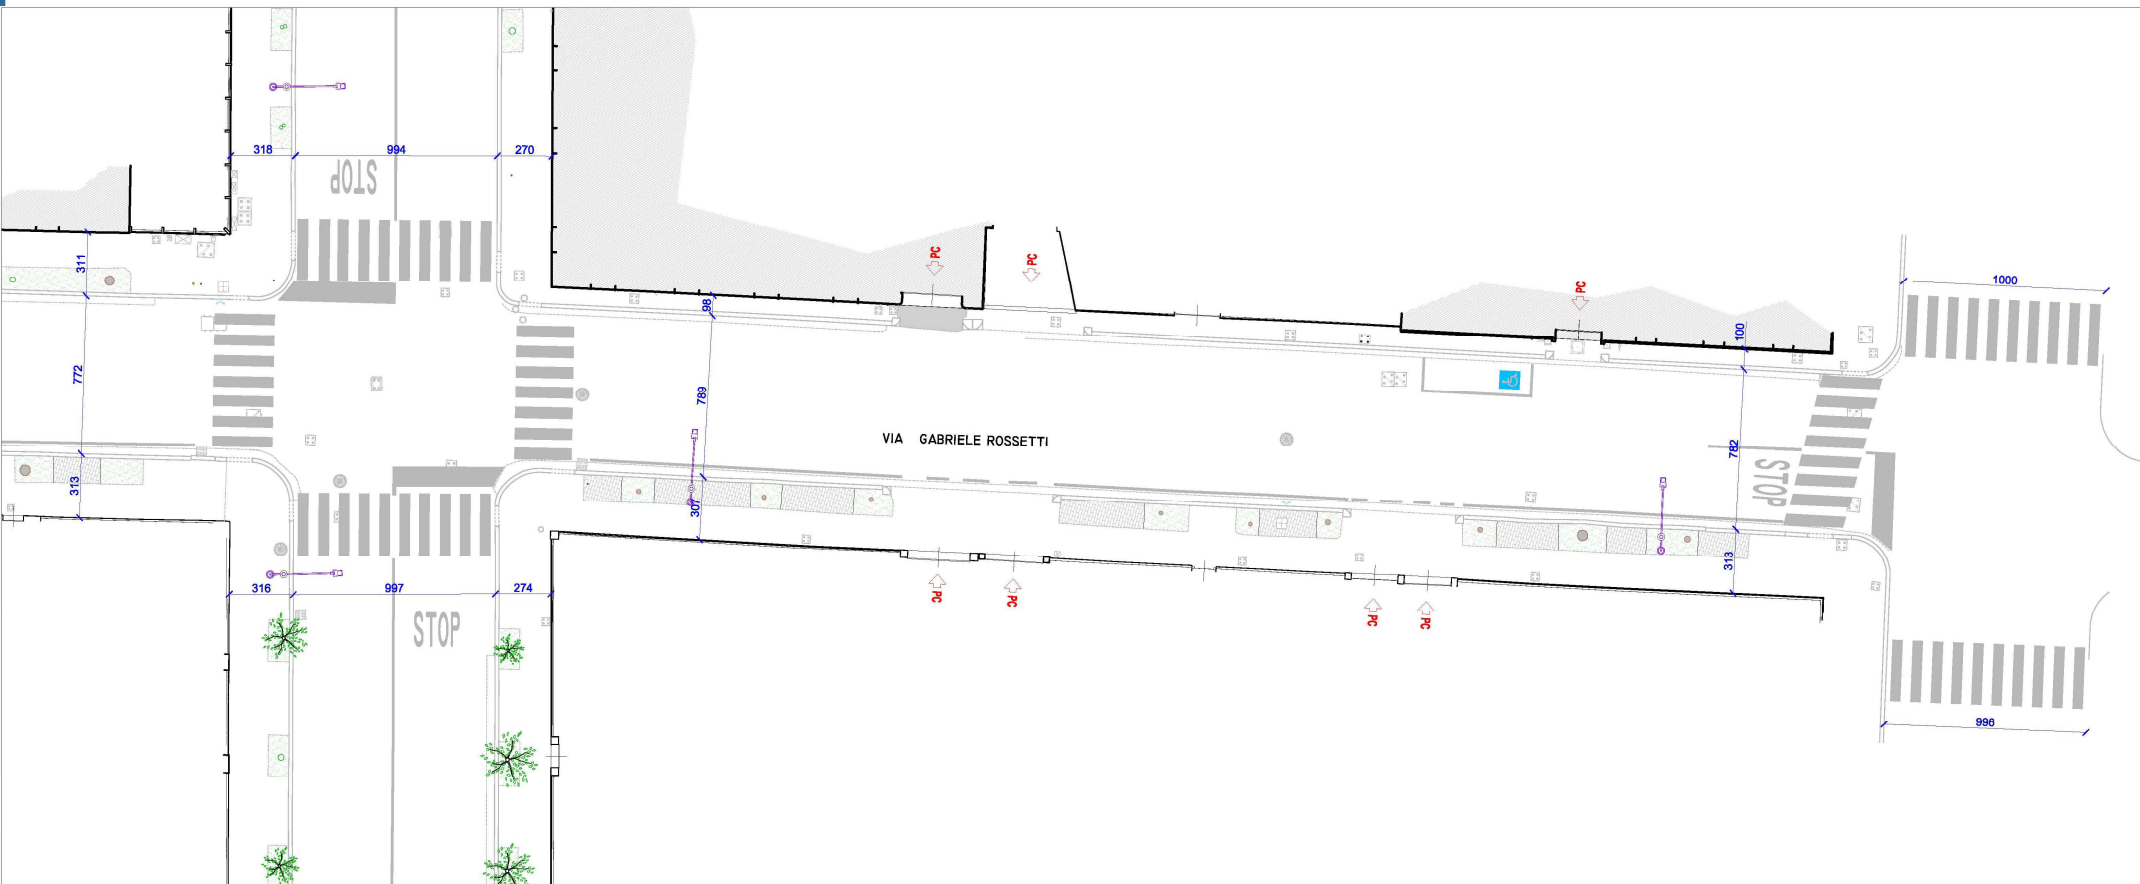 318
994
270
STOP
311
PC
PC
PC
1000
98
100
772
789
VIA GABRIELE ROSSETTI
782
STOP
313
307
313
316
997
274
PC
PC
PC
PC
STOP
996